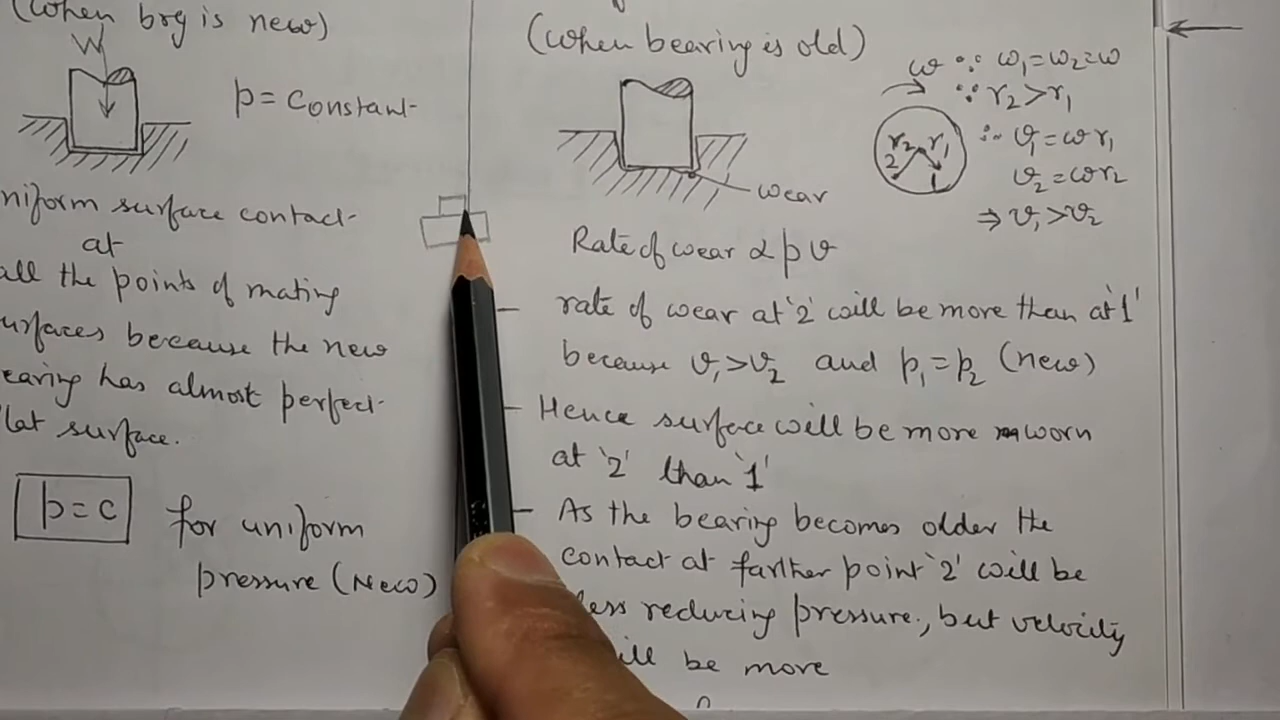 (When brg is new)
W
p = Constant
niform surface contact
at
all the points of mating
urfaces because the new
earing has almost perfect
lat surface.
p = c for uniform
pressure (New)
(When bearing is old)
wear
ω ∵ ω₁ = ω₂ = ω
∵ r₂ > r₁
r₂ r₁
2 1
∴ v₁ = ω r₁
v₂ = ω r₂
⇒ v₁ > v₂
Rate of wear α p v
- rate of wear at '2' will be more than at '1'
because v₁ > v₂ and p₁ = p₂ (new)
- Hence surface will be more worn
at '2' than '1'
- As the bearing becomes older the
contact at farther point '2' will be
less reducing pressure, but velocity
ill be more